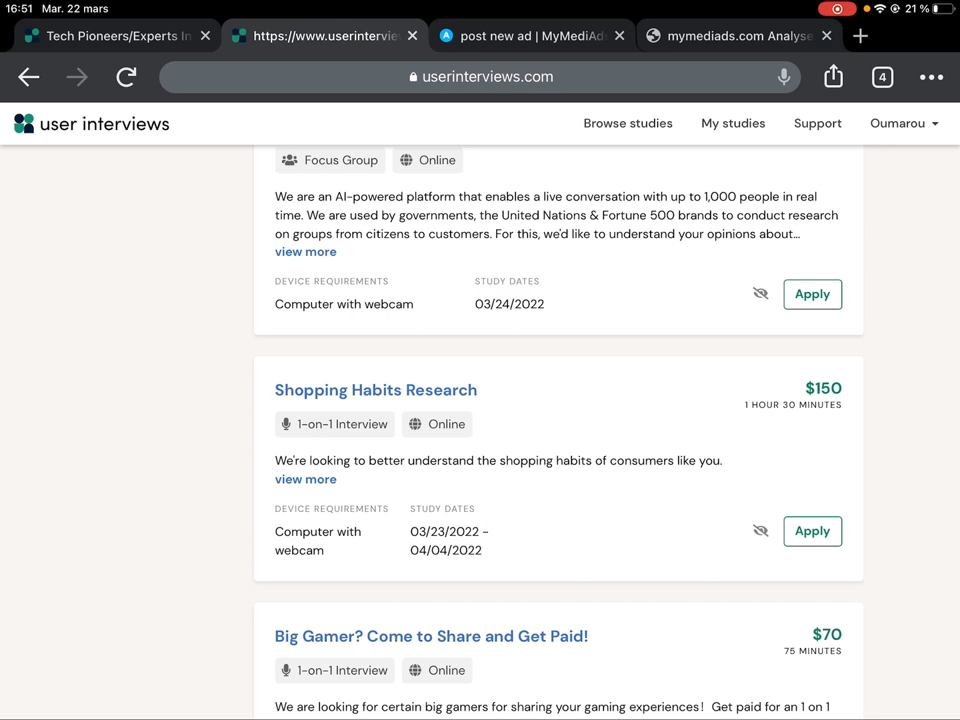 16:51 Mar. 22 mars
21 %
Tech Pioneers/Experts In
https://www.userintervie
post new ad | MyMediAds
mymediads.com Analyse
userinterviews.com
4
user interviews
Browse studies
My studies
Support
Oumarou
Focus Group
Online
We are an AI-powered platform that enables a live conversation with up to 1,000 people in real
time. We are used by governments, the United Nations & Fortune 500 brands to conduct research
on groups from citizens to customers. For this, we'd like to understand your opinions about...
view more
DEVICE REQUIREMENTS
STUDY DATES
Computer with webcam
03/24/2022
Apply
Shopping Habits Research
$150
1 HOUR 30 MINUTES
1-on-1 Interview
Online
We're looking to better understand the shopping habits of consumers like you.
view more
DEVICE REQUIREMENTS
STUDY DATES
Computer with
webcam
03/23/2022 -
04/04/2022
Apply
Big Gamer? Come to Share and Get Paid!
$70
75 MINUTES
1-on-1 Interview
Online
We are looking for certain big gamers for sharing your gaming experiences！ Get paid for an 1 on 1